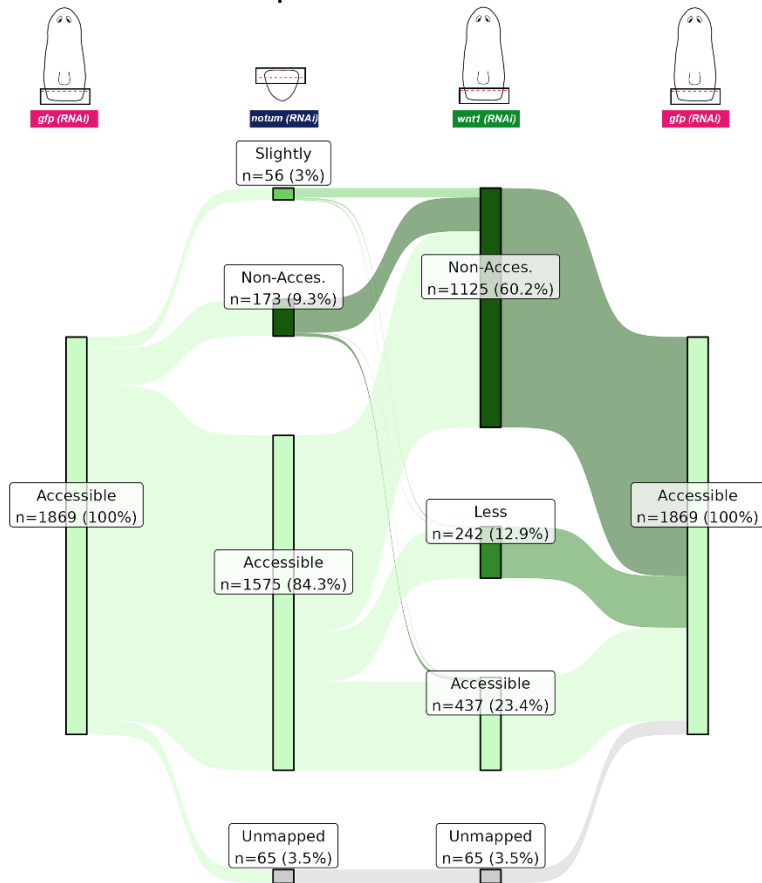 gfp (RNAi)
notum (RNAi)
wnt1 (RNAi)
gfp (RNAi)
Slightly
n=56 (3%)
Non-Acces.
n=173 (9.3%)
Non-Acces.
n=1125 (60.2%)
Accessible
n=1869 (100%)
Accessible
n=1575 (84.3%)
Less
n=242 (12.9%)
Accessible
n=1869 (100%)
Accessible
n=437 (23.4%)
Unmapped
n=65 (3.5%)
Unmapped
n=65 (3.5%)